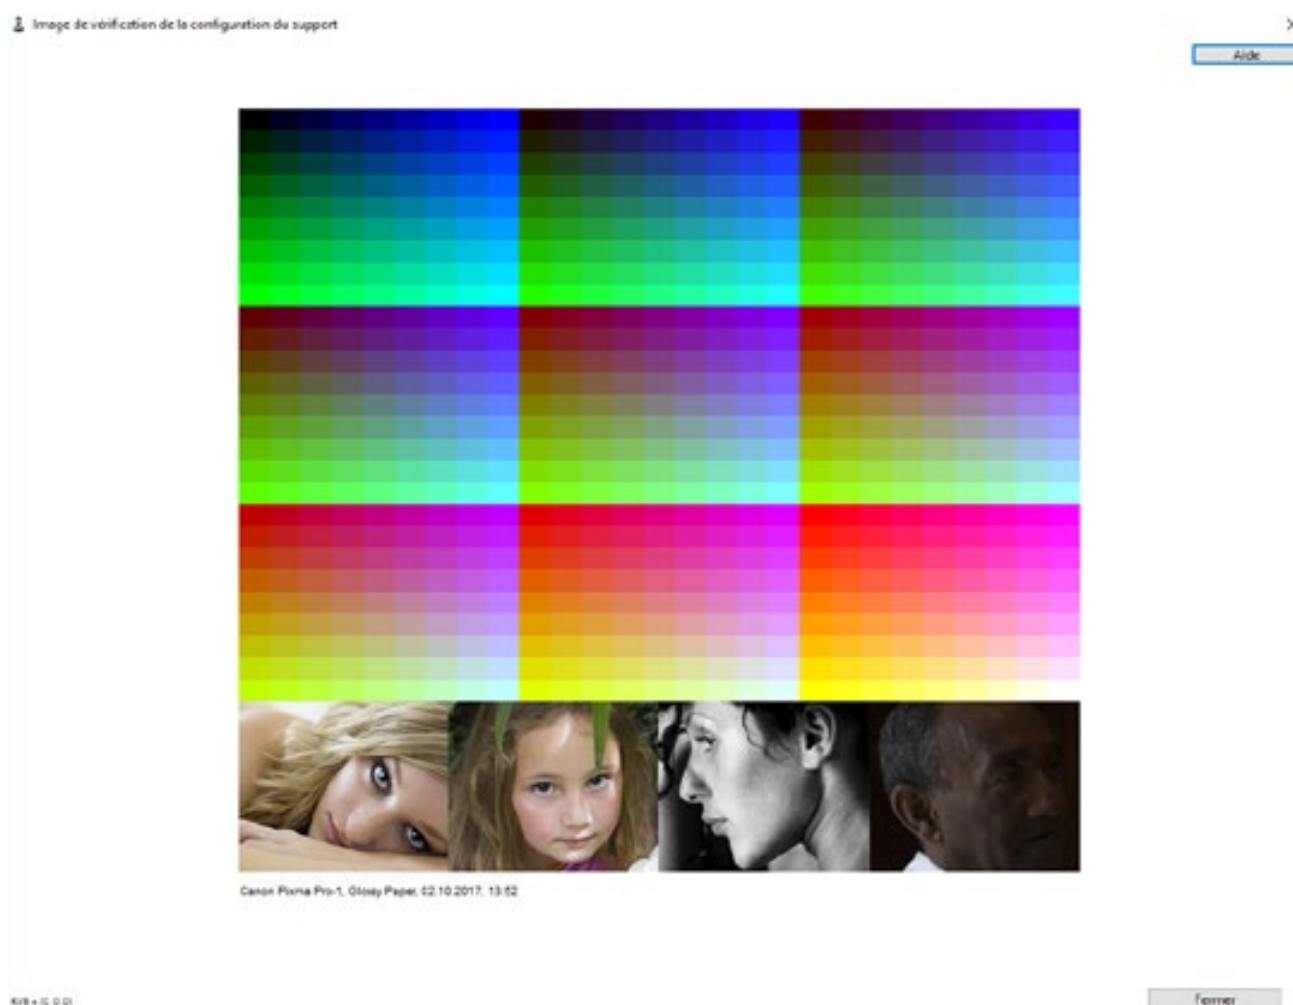 Image de vérification de la configuration du support
Aide
Canon Pixma Pro-1, Glossy Paper, 02.10.2017, 13:52
Fermer